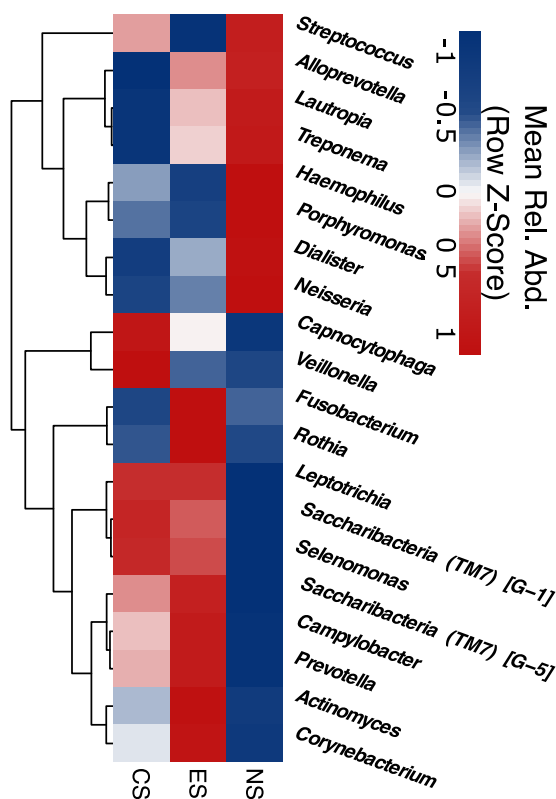 Streptococcus
Alloprevotella
Lautropia
Treponema
Haemophilus
Porphyromonas
Dialister
Neisseria
Capnocytophaga
Veillonella
Fusobacterium
Rothia
Leptotrichia
Saccharibacteria (TM7) [G-1]
Selenomonas
Saccharibacteria (TM7) [G-5]
Campylobacter
Prevotella
Actinomyces
Corynebacterium
CS ES NS
Mean Rel. Abd.
(Row Z-Score)
-1 -0.5 0 0.5 1